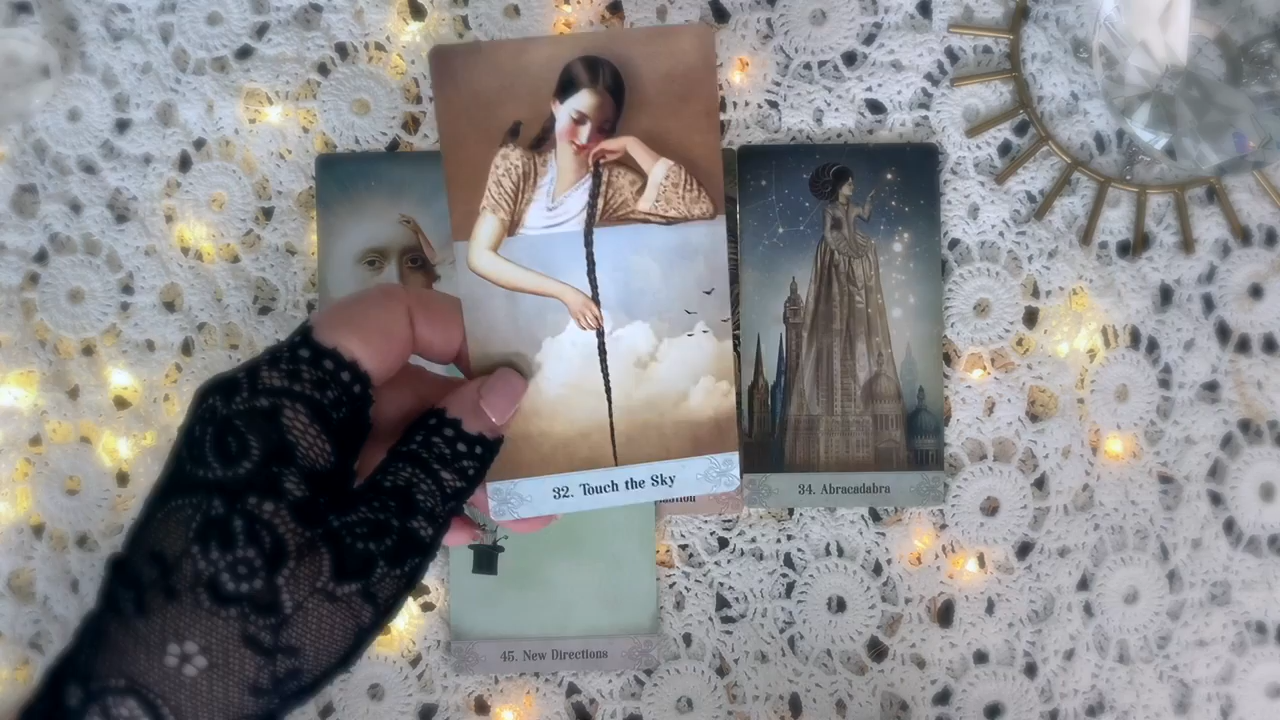 32. Touch the Sky
34. Abracadabra
45. New Directions